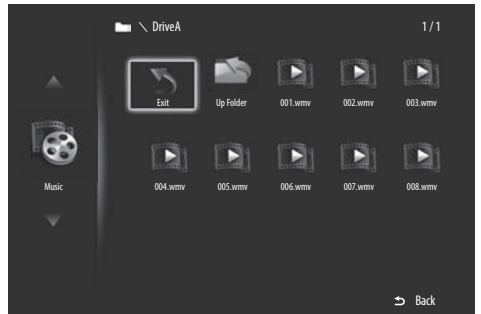 \ DriveA 1/1
Exit Up Folder 001.wmv 002.wmv 003.wmv
Music
004.wmv 005.wmv 006.wmv 007.wmv 008.wmv
Back